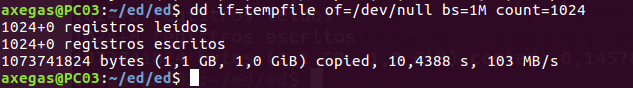 axegas@PC03:~/ed/ed$ dd if=tempfile of=/dev/null bs=1M count=1024
1024+0 registros leídos
1024+0 registros escritos
1073741824 bytes (1,1 GB, 1,0 GiB) copied, 10,4388 s, 103 MB/s
axegas@PC03:~/ed/ed$